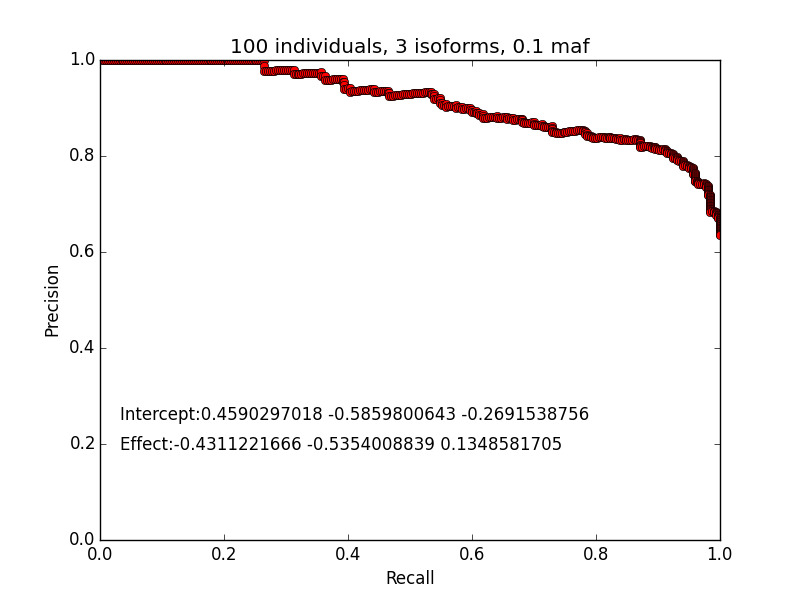 100 individuals, 3 isoforms, 0.1 maf
1.0
0.8
0.6
0.4
0.2
0.0
Precision
Intercept:0.4590297018 -0.5859800643 -0.2691538756
Effect:-0.4311221666 -0.5354008839 0.1348581705
0.0 0.2 0.4 0.6 0.8 1.0
Recall